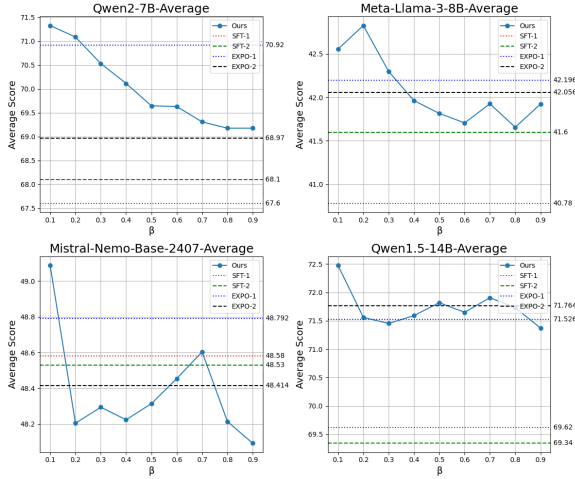 Qwen2-7B-Average
71.5
71.0
70.5
70.0
69.5
69.0
68.5
68.0
67.5
Average Score
0.1 0.2 0.3 0.4 0.5 0.6 0.7 0.8 0.9
β
Ours
SFT-1
SFT-2
EXPO-1
EXPO-2
70.92
68.97
68.1
67.6
Meta-Llama-3-8B-Average
42.5
42.0
41.5
41.0
Average Score
0.1 0.2 0.3 0.4 0.5 0.6 0.7 0.8 0.9
β
Ours
SFT-1
SFT-2
EXPO-1
EXPO-2
42.196
42.056
41.6
40.78
Mistral-Nemo-Base-2407-Average
49.0
48.8
48.6
48.4
48.2
Average Score
0.1 0.2 0.3 0.4 0.5 0.6 0.7 0.8 0.9
β
Ours
SFT-1
SFT-2
EXPO-1
EXPO-2
48.792
48.58
48.53
48.414
Qwen1.5-14B-Average
72.5
72.0
71.5
71.0
70.5
70.0
69.5
Average Score
0.1 0.2 0.3 0.4 0.5 0.6 0.7 0.8 0.9
β
Ours
SFT-1
SFT-2
EXPO-1
EXPO-2
71.764
71.526
69.62
69.34